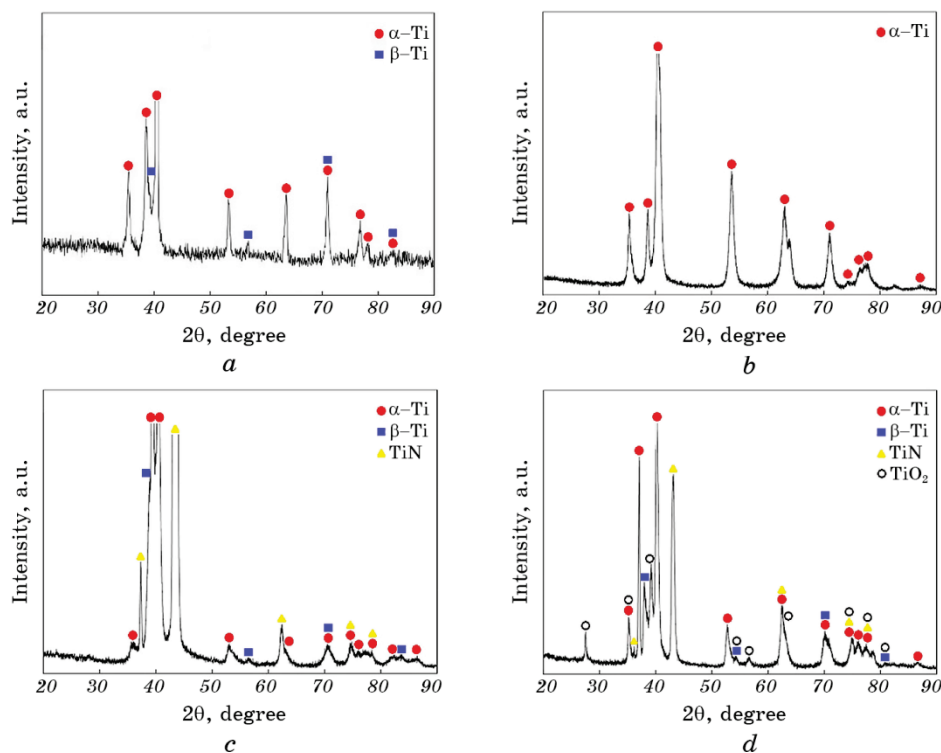 α–Ti
β–Ti
Intensity, a.u.
20 30 40 50 60 70 80 90
2θ, degree
a
α–Ti
Intensity, a.u.
20 30 40 50 60 70 80 90
2θ, degree
b
α–Ti
β–Ti
TiN
Intensity, a.u.
20 30 40 50 60 70 80 90
2θ, degree
c
α–Ti
β–Ti
TiN
TiO₂
Intensity, a.u.
20 30 40 50 60 70 80 90
2θ, degree
d